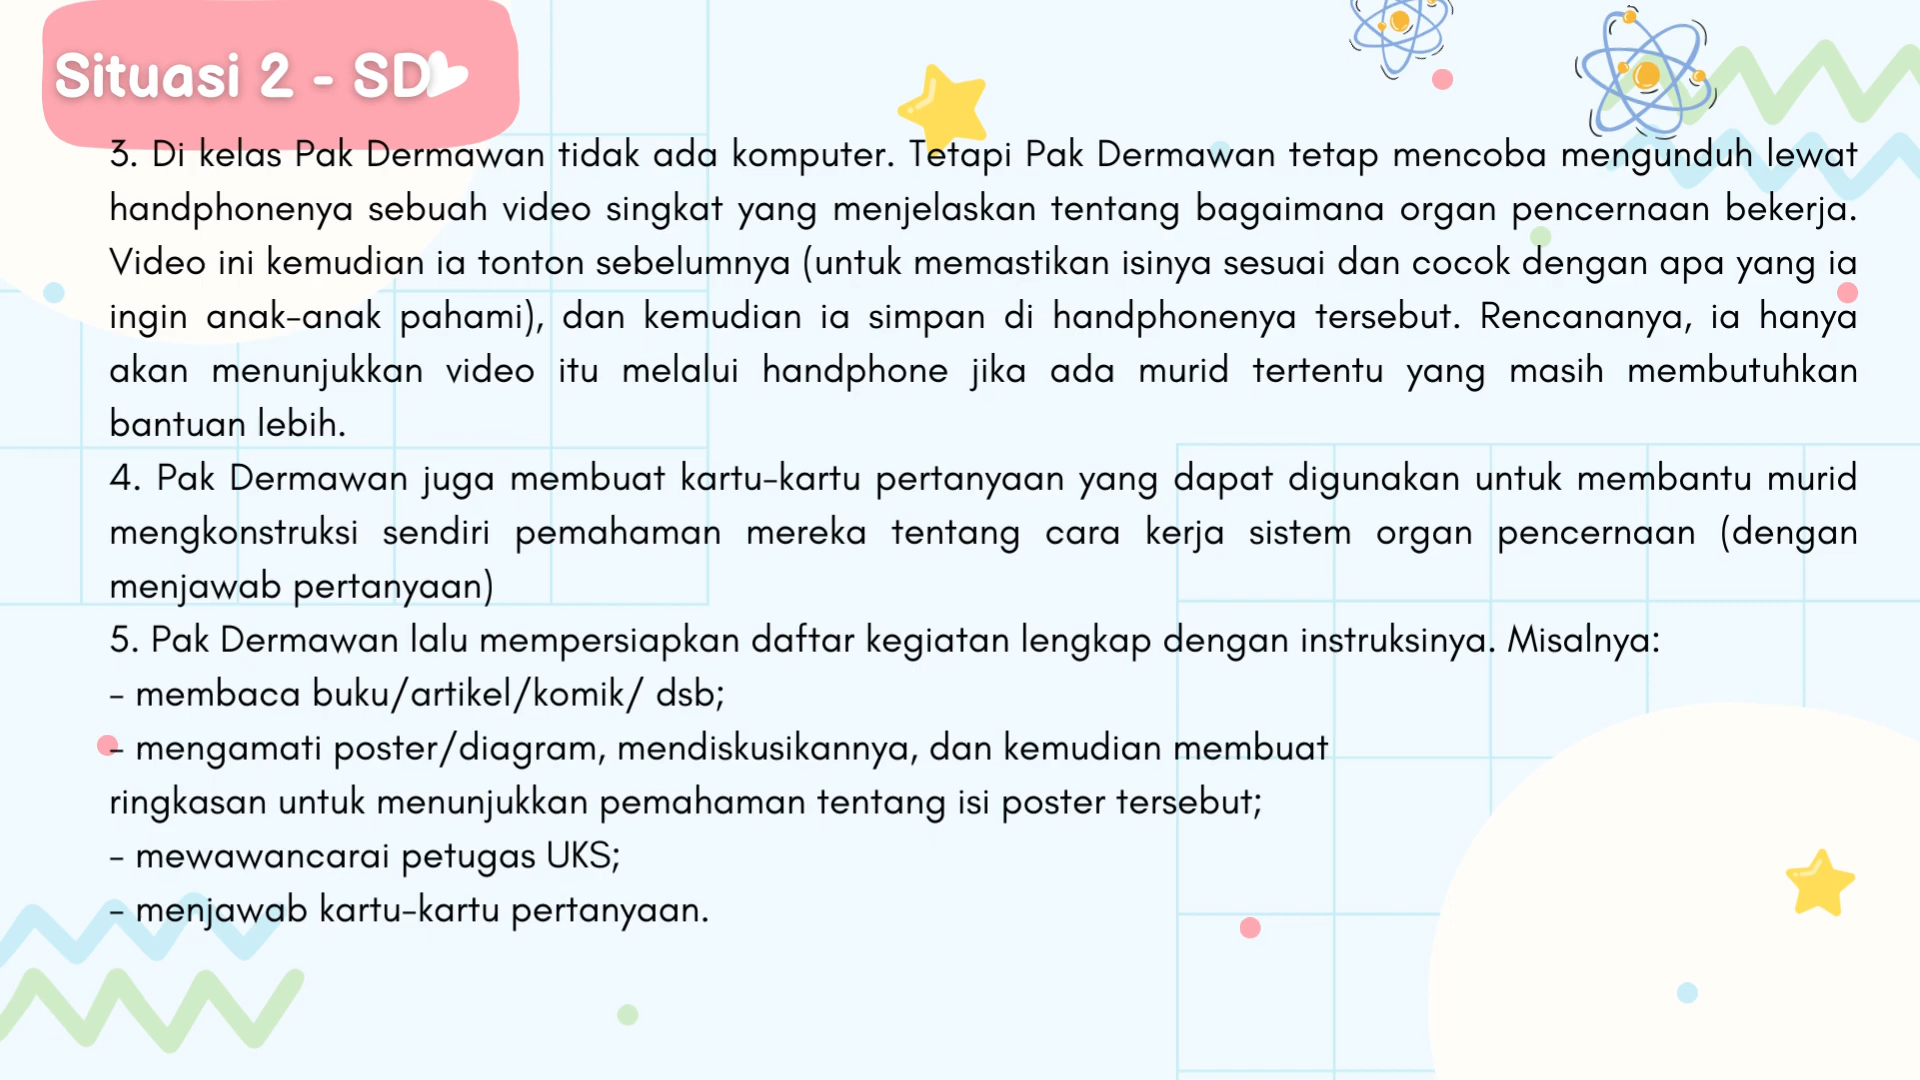 Situasi 2 - SD
3. Di kelas Pak Dermawan tidak ada komputer. Tetapi Pak Dermawan tetap mencoba mengunduh lewat
handphonenya sebuah video singkat yang menjelaskan tentang bagaimana organ pencernaan bekerja.
Video ini kemudian ia tonton sebelumnya (untuk memastikan isinya sesuai dan cocok dengan apa yang ia
ingin anak-anak pahami), dan kemudian ia simpan di handphonenya tersebut. Rencananya, ia hanya
akan menunjukkan video itu melalui handphone jika ada murid tertentu yang masih membutuhkan
bantuan lebih.
4. Pak Dermawan juga membuat kartu-kartu pertanyaan yang dapat digunakan untuk membantu murid
mengkonstruksi sendiri pemahaman mereka tentang cara kerja sistem organ pencernaan (dengan
menjawab pertanyaan)
5. Pak Dermawan lalu mempersiapkan daftar kegiatan lengkap dengan instruksinya. Misalnya:
- membaca buku/artikel/komik/ dsb;
- mengamati poster/diagram, mendiskusikannya, dan kemudian membuat
ringkasan untuk menunjukkan pemahaman tentang isi poster tersebut;
- mewawancarai petugas UKS;
- menjawab kartu-kartu pertanyaan.